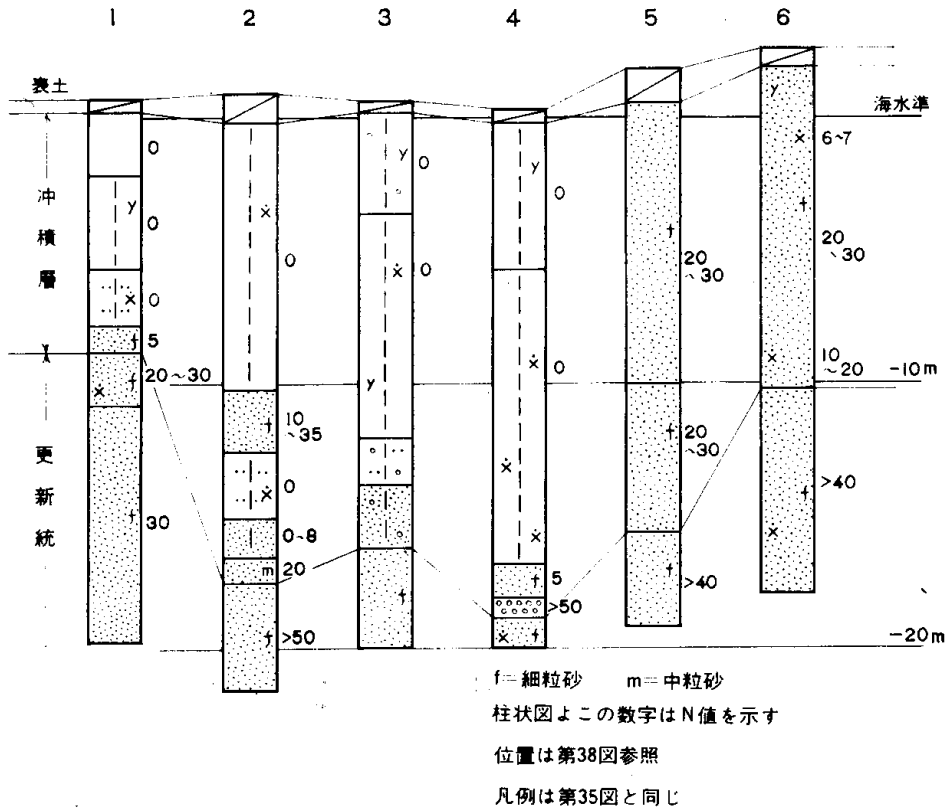 1 2 3 4 5 6
表土
海水準
冲積層
更新統
0
y
0
0
f 5
f 20~30
f 30
0
f 10~35
0
0~8
m 20
f >50
y 0
0
y
f
y 0
0
f 5
>50
f
f 20~30
f 20~30
f >40
y
6~7
f 20~30
10~20
f >40
-10m
-20m
f=細粒砂 m=中粒砂
柱状図よこの数字はN値を示す
位置は第38図参照
凡例は第35図と同じ